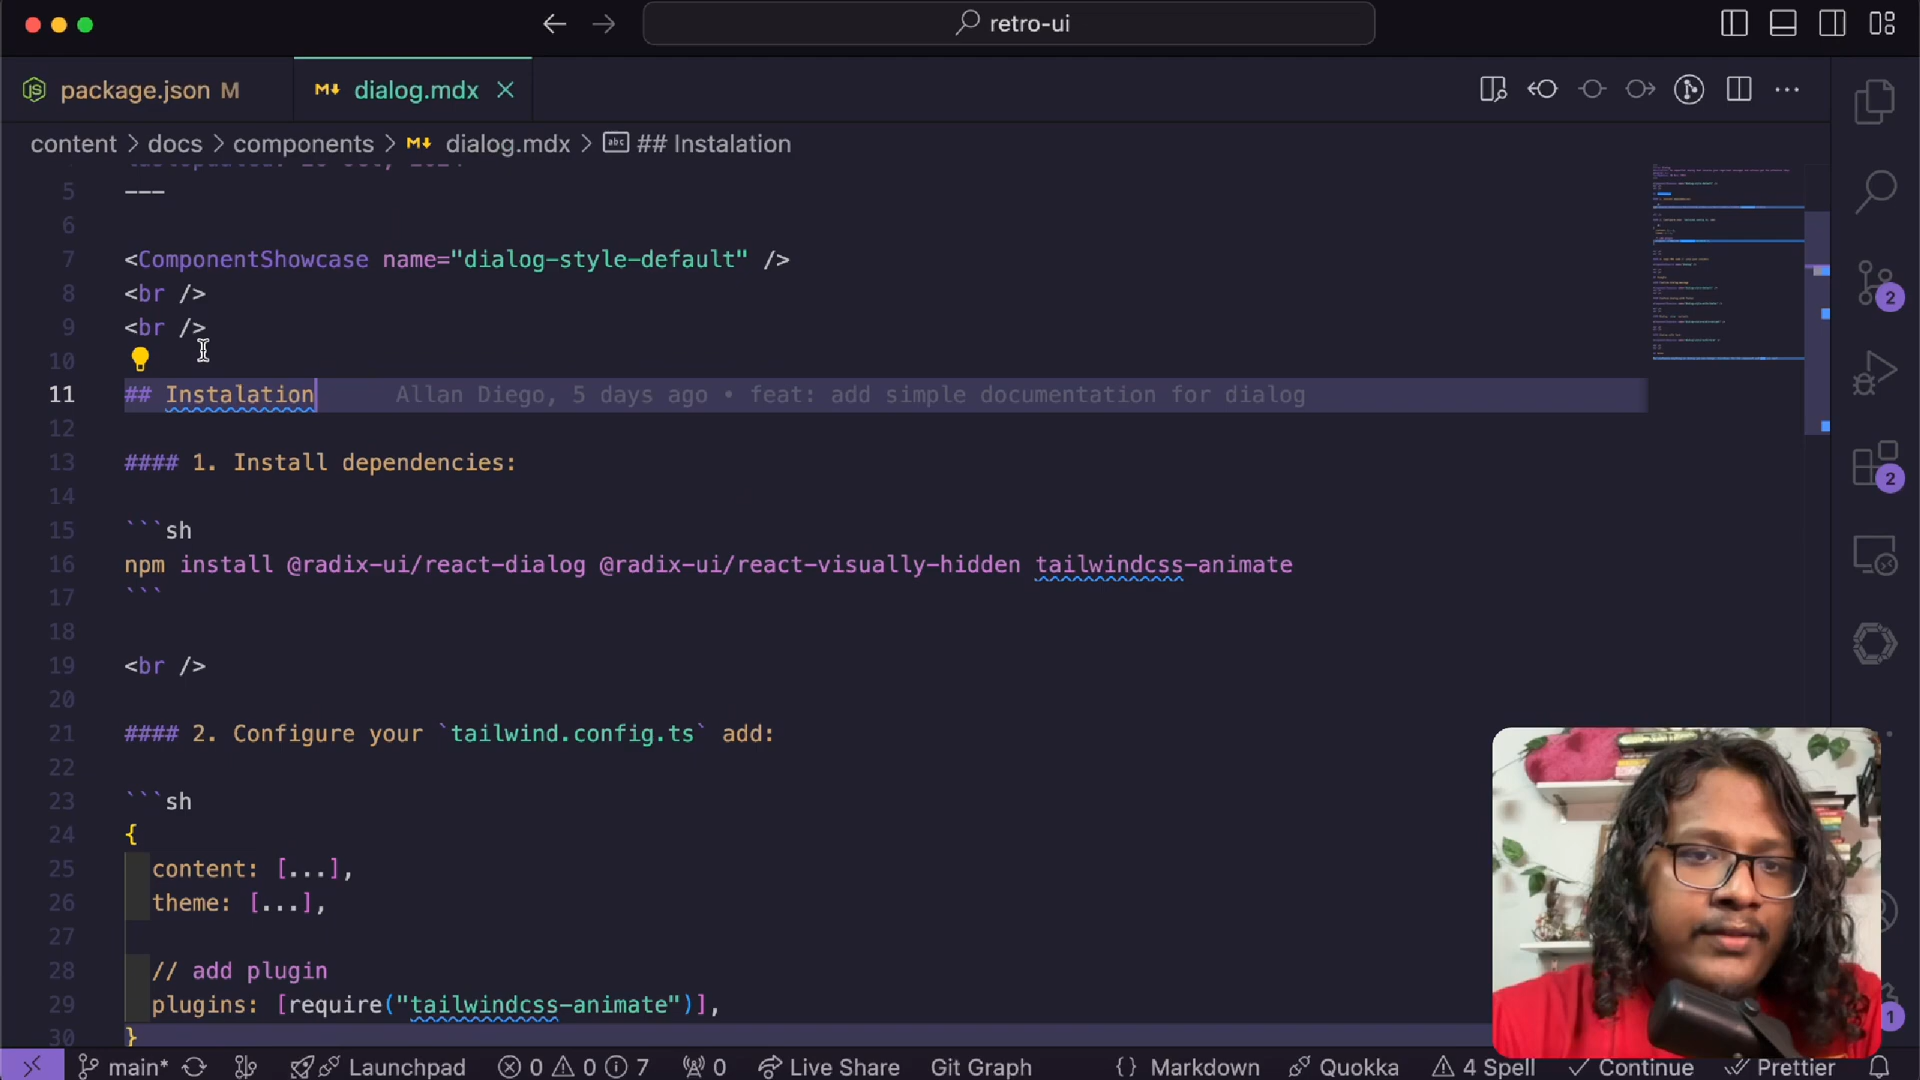 retro-ui
package.json M
dialog.mdx
content > docs > components > dialog.mdx > ## Instalation
5 ---
6
7 <ComponentShowcase name="dialog-style-default" />
8 <br />
9 <br />
10
11 ## Instalation Allan Diego, 5 days ago • feat: add simple documentation for dialog
12
13 #### 1. Install dependencies:
14
15 ```sh
16 npm install @radix-ui/react-dialog @radix-ui/react-visually-hidden tailwindcss-animate
17 ```
18
19 <br />
20
21 #### 2. Configure your `tailwind.config.ts` add:
22
23 ```sh
24 {
25 content: [...],
26 theme: [...],
27
28 // add plugin
29 plugins: [require("tailwindcss-animate")],
30 }
2
2
1
main* Launchpad 0 0 7 0 Live Share Git Graph {} Markdown Quokka 4 Spell Continue Prettier